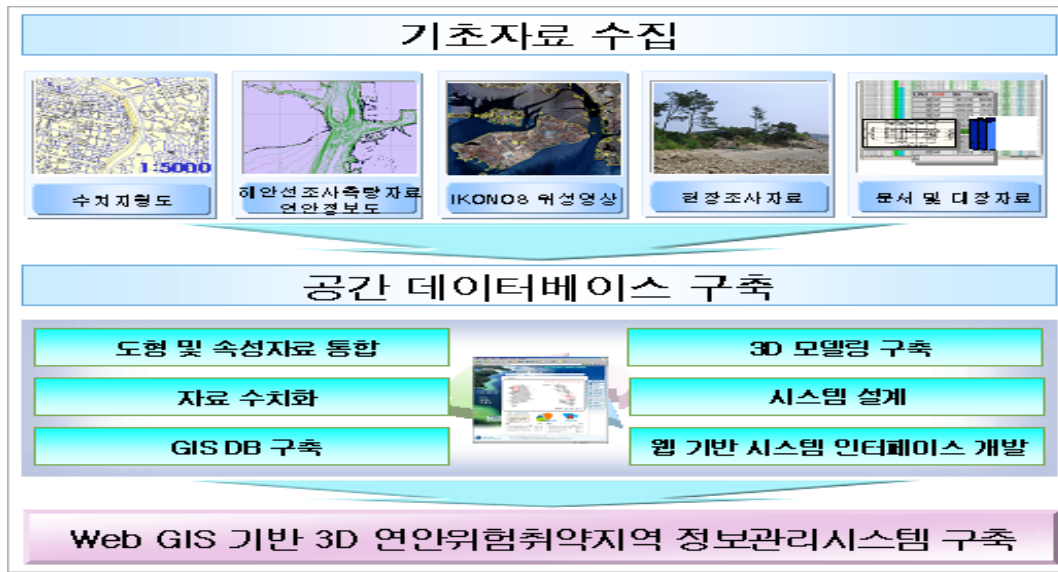 기초자료 수집
1:5000
수치지형도
해안선조사측량자료
연안정보도
IKONOS 위성영상
현장조사자료
문서 및 대장자료
공간 데이터베이스 구축
도형 및 속성자료 통합
3D 모델링 구축
자료 수치화
시스템 설계
GIS DB 구축
웹 기반 시스템 인터페이스 개발
Web GIS 기반 3D 연안위험취약지역 정보관리시스템 구축